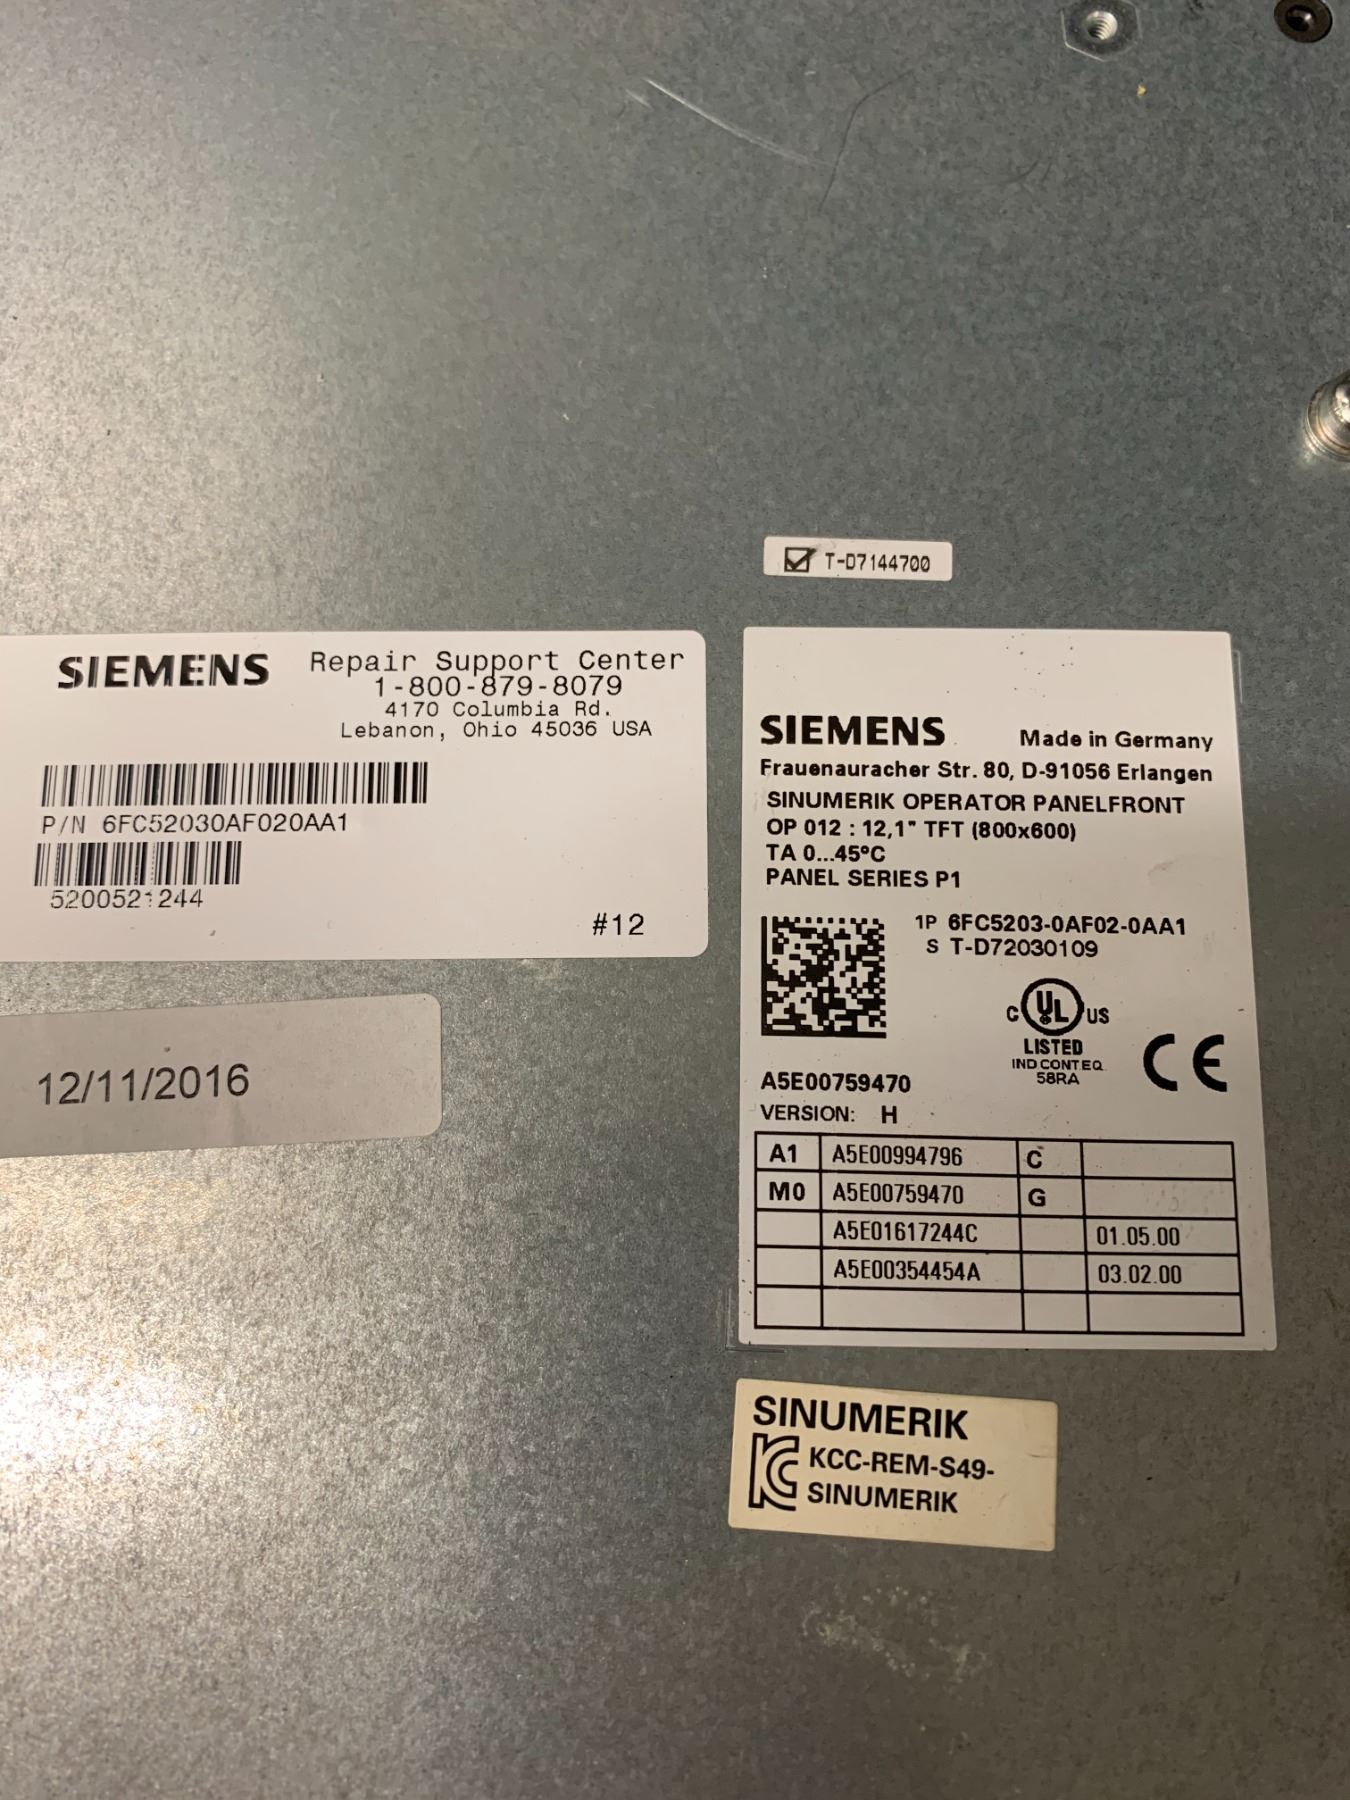 T-D7144700
SIEMENS
Repair Support Center
1-800-879-8079
4170 Columbia Rd.
Lebanon, Ohio 45036 USA
P/N 6FC52030AF020AA1
5200521244
#12
12/11/2016
SIEMENS
Made in Germany
Frauenauracher Str. 80, D-91056 Erlangen
SINUMERIK OPERATOR PANELFRONT
OP 012 : 12,1" TFT (800x600)
TA 0...45°C
PANEL SERIES P1
1P 6FC5203-0AF02-0AA1
S T-D72030109
C UL US
LISTED
IND CONT EQ
58RA
CE
A5E00759470
VERSION: H
A1 A5E00994796 C
M0 A5E00759470 G
A5E01617244C 01.05.00
A5E00354454A 03.02.00
SINUMERIK
KCC-REM-S49-
SINUMERIK